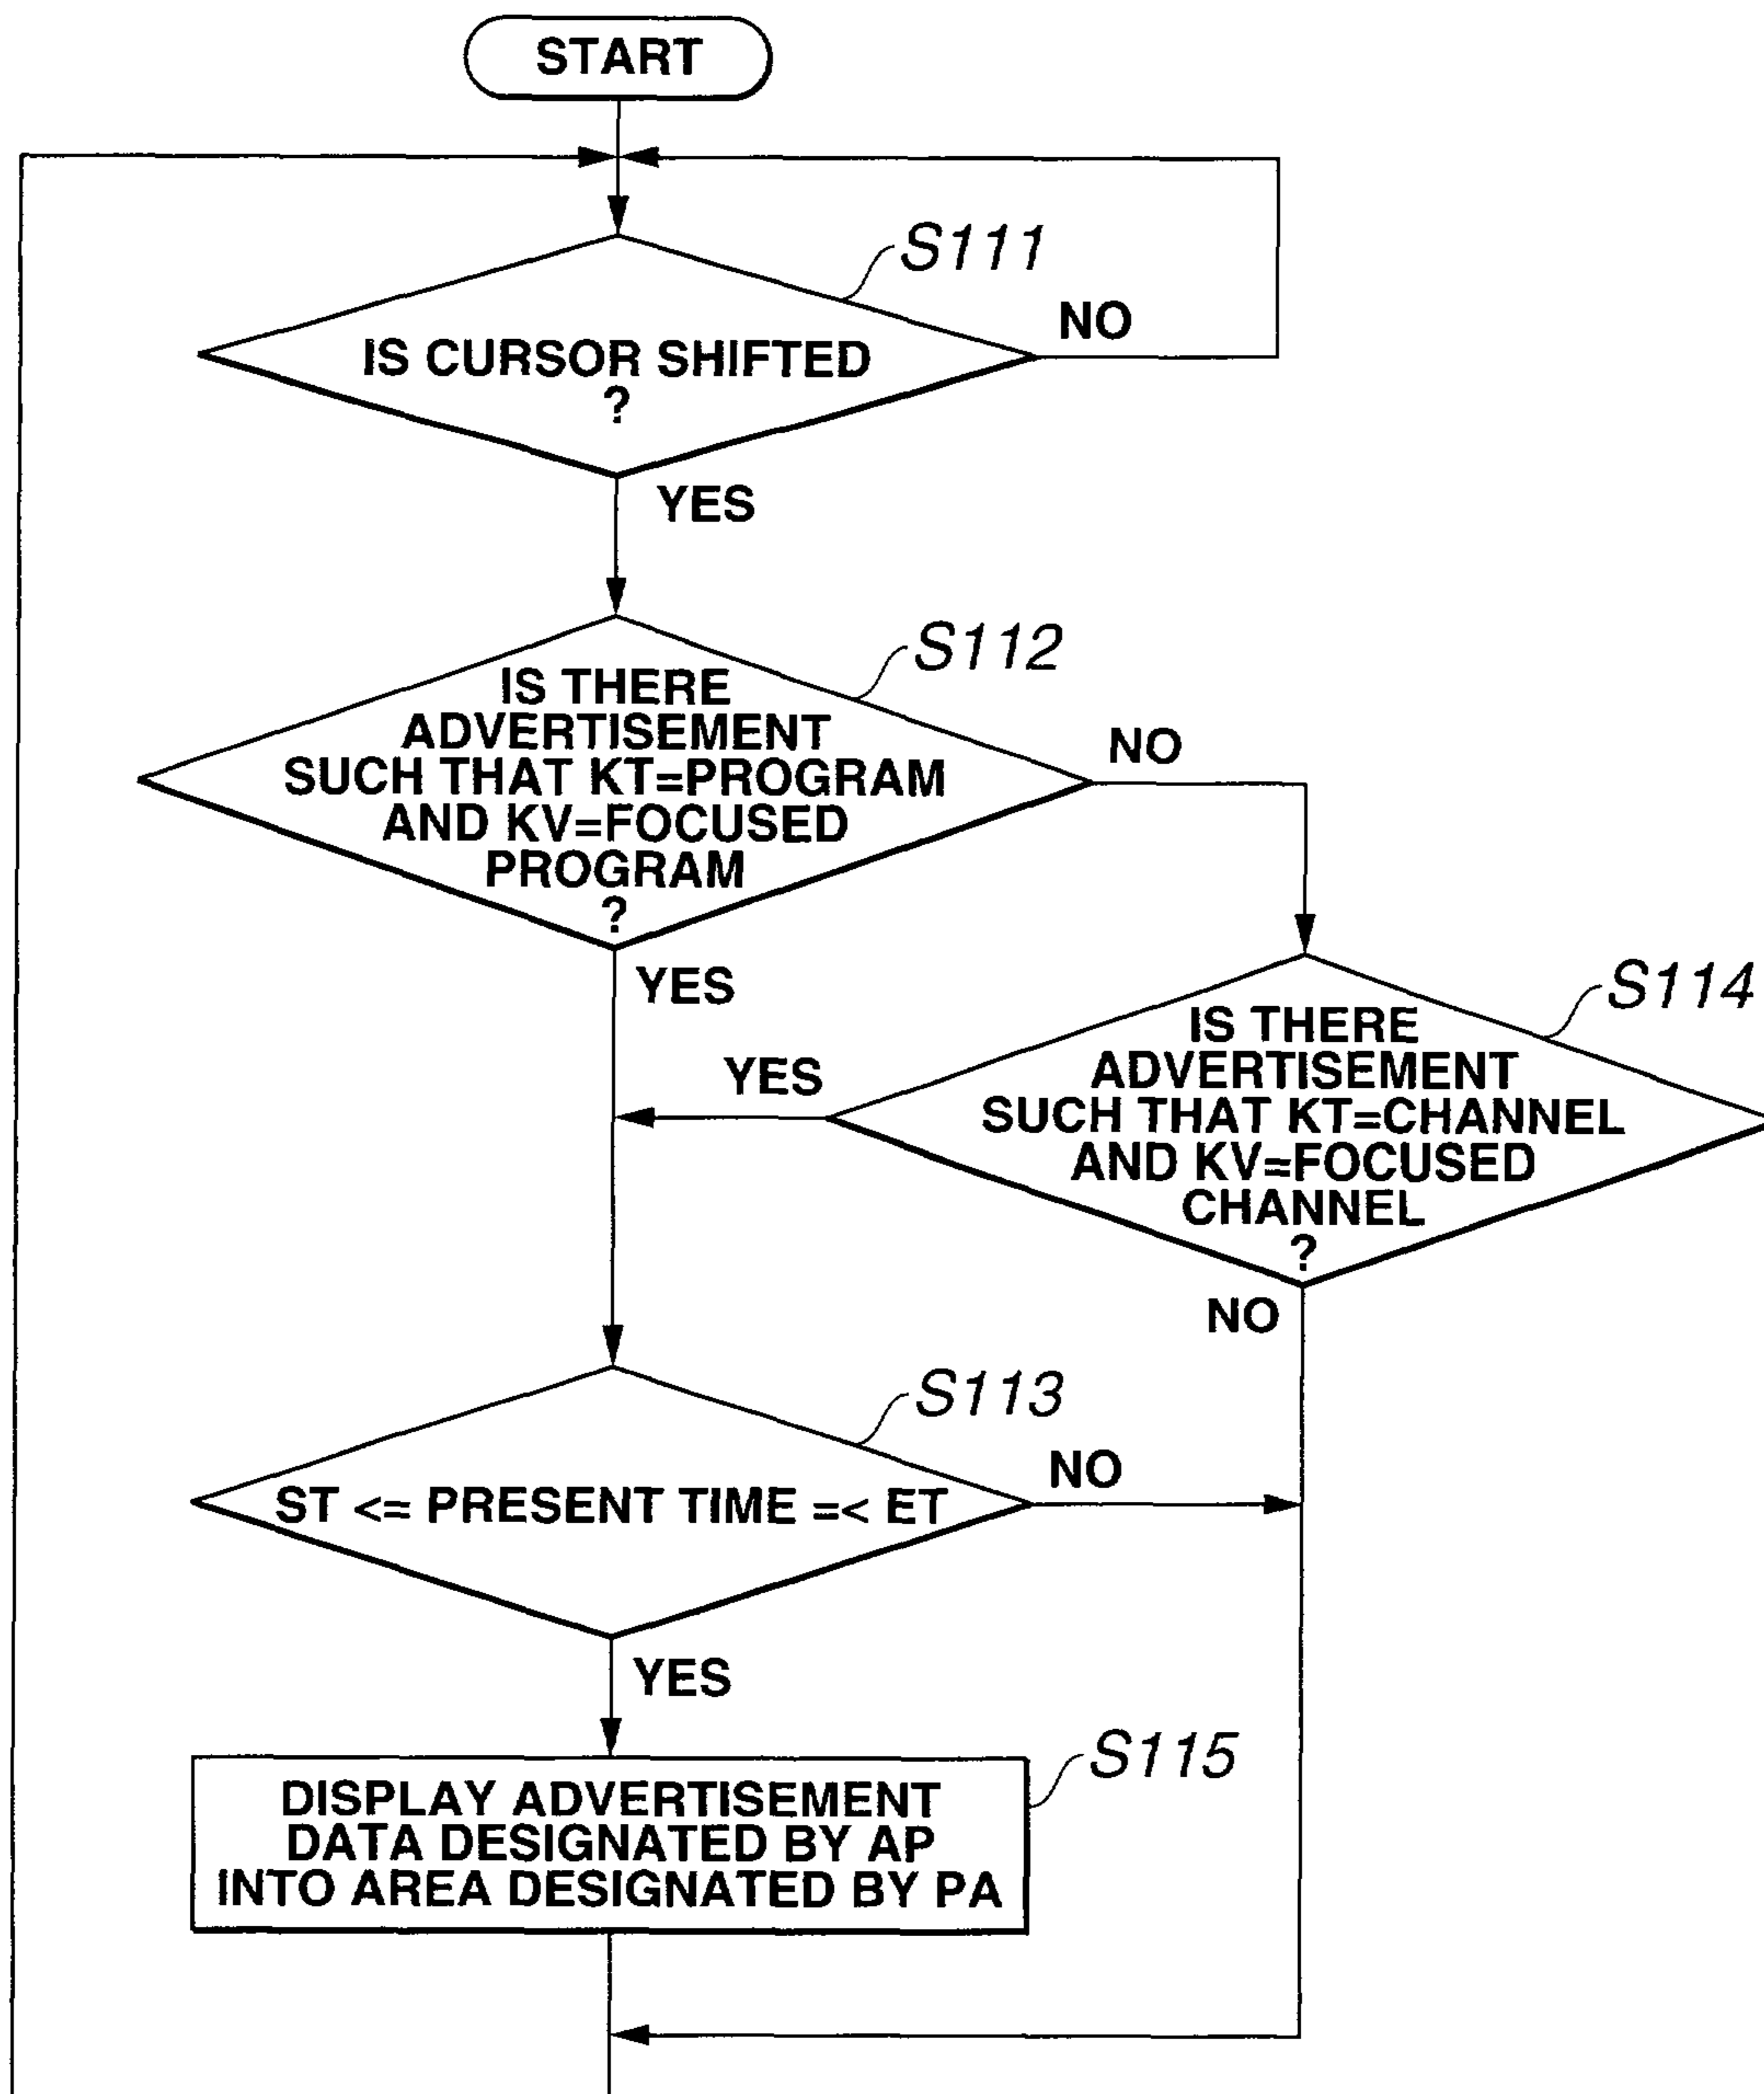 START
S111
IS CURSOR SHIFTED
?
NO
YES
S112
IS THERE
ADVERTISEMENT
SUCH THAT KT=PROGRAM
AND KV=FOCUSED
PROGRAM
?
NO
YES
S114
IS THERE
ADVERTISEMENT
SUCH THAT KT=CHANNEL
AND KV=FOCUSED
CHANNEL
?
YES
NO
S113
ST <= PRESENT TIME =< ET
NO
YES
S115
DISPLAY ADVERTISEMENT
DATA DESIGNATED BY AP
INTO AREA DESIGNATED BY PA